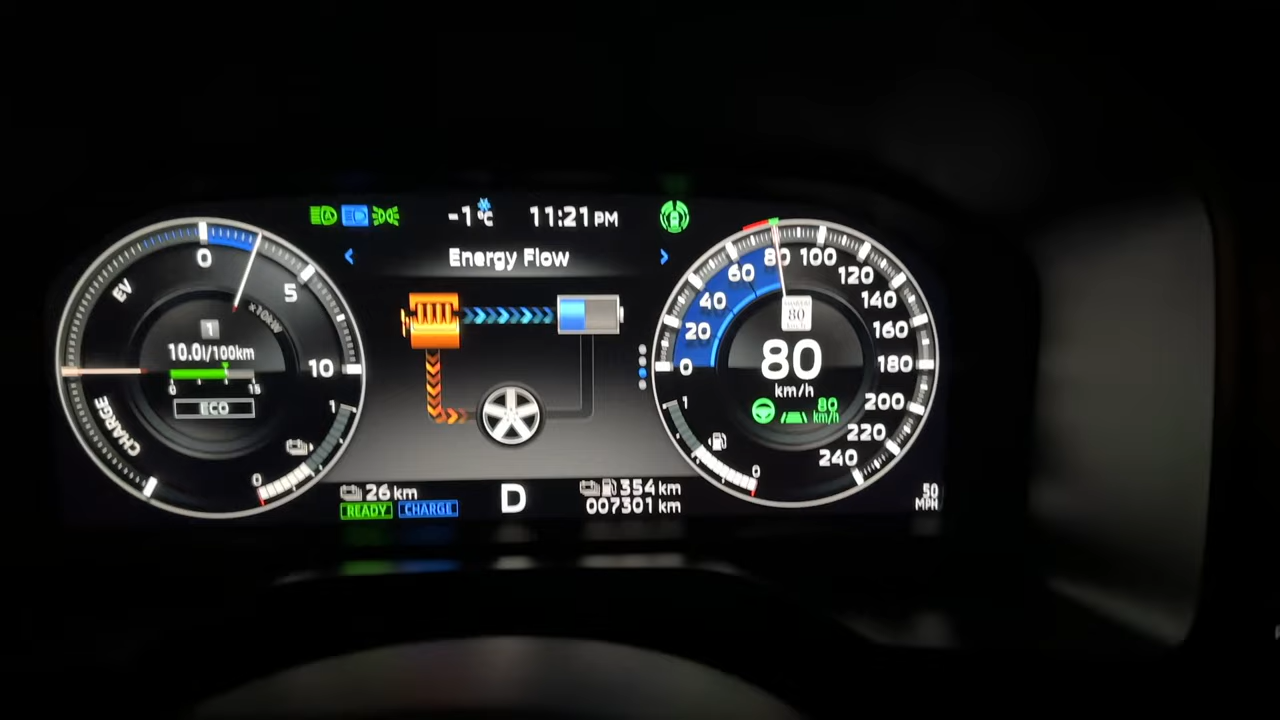 -1°C 11:21 PM
Energy Flow
EV
0
5
10
x10kW
1
10.0l/100km
0 15
ECO
CHARGE
1
0
0
20
40
60
80
100
120
140
160
180
200
220
240
80
km/h
80
km/h
80
km/h
1
0
26 km
READY CHARGE
D
354 km
007301 km
50
MPH